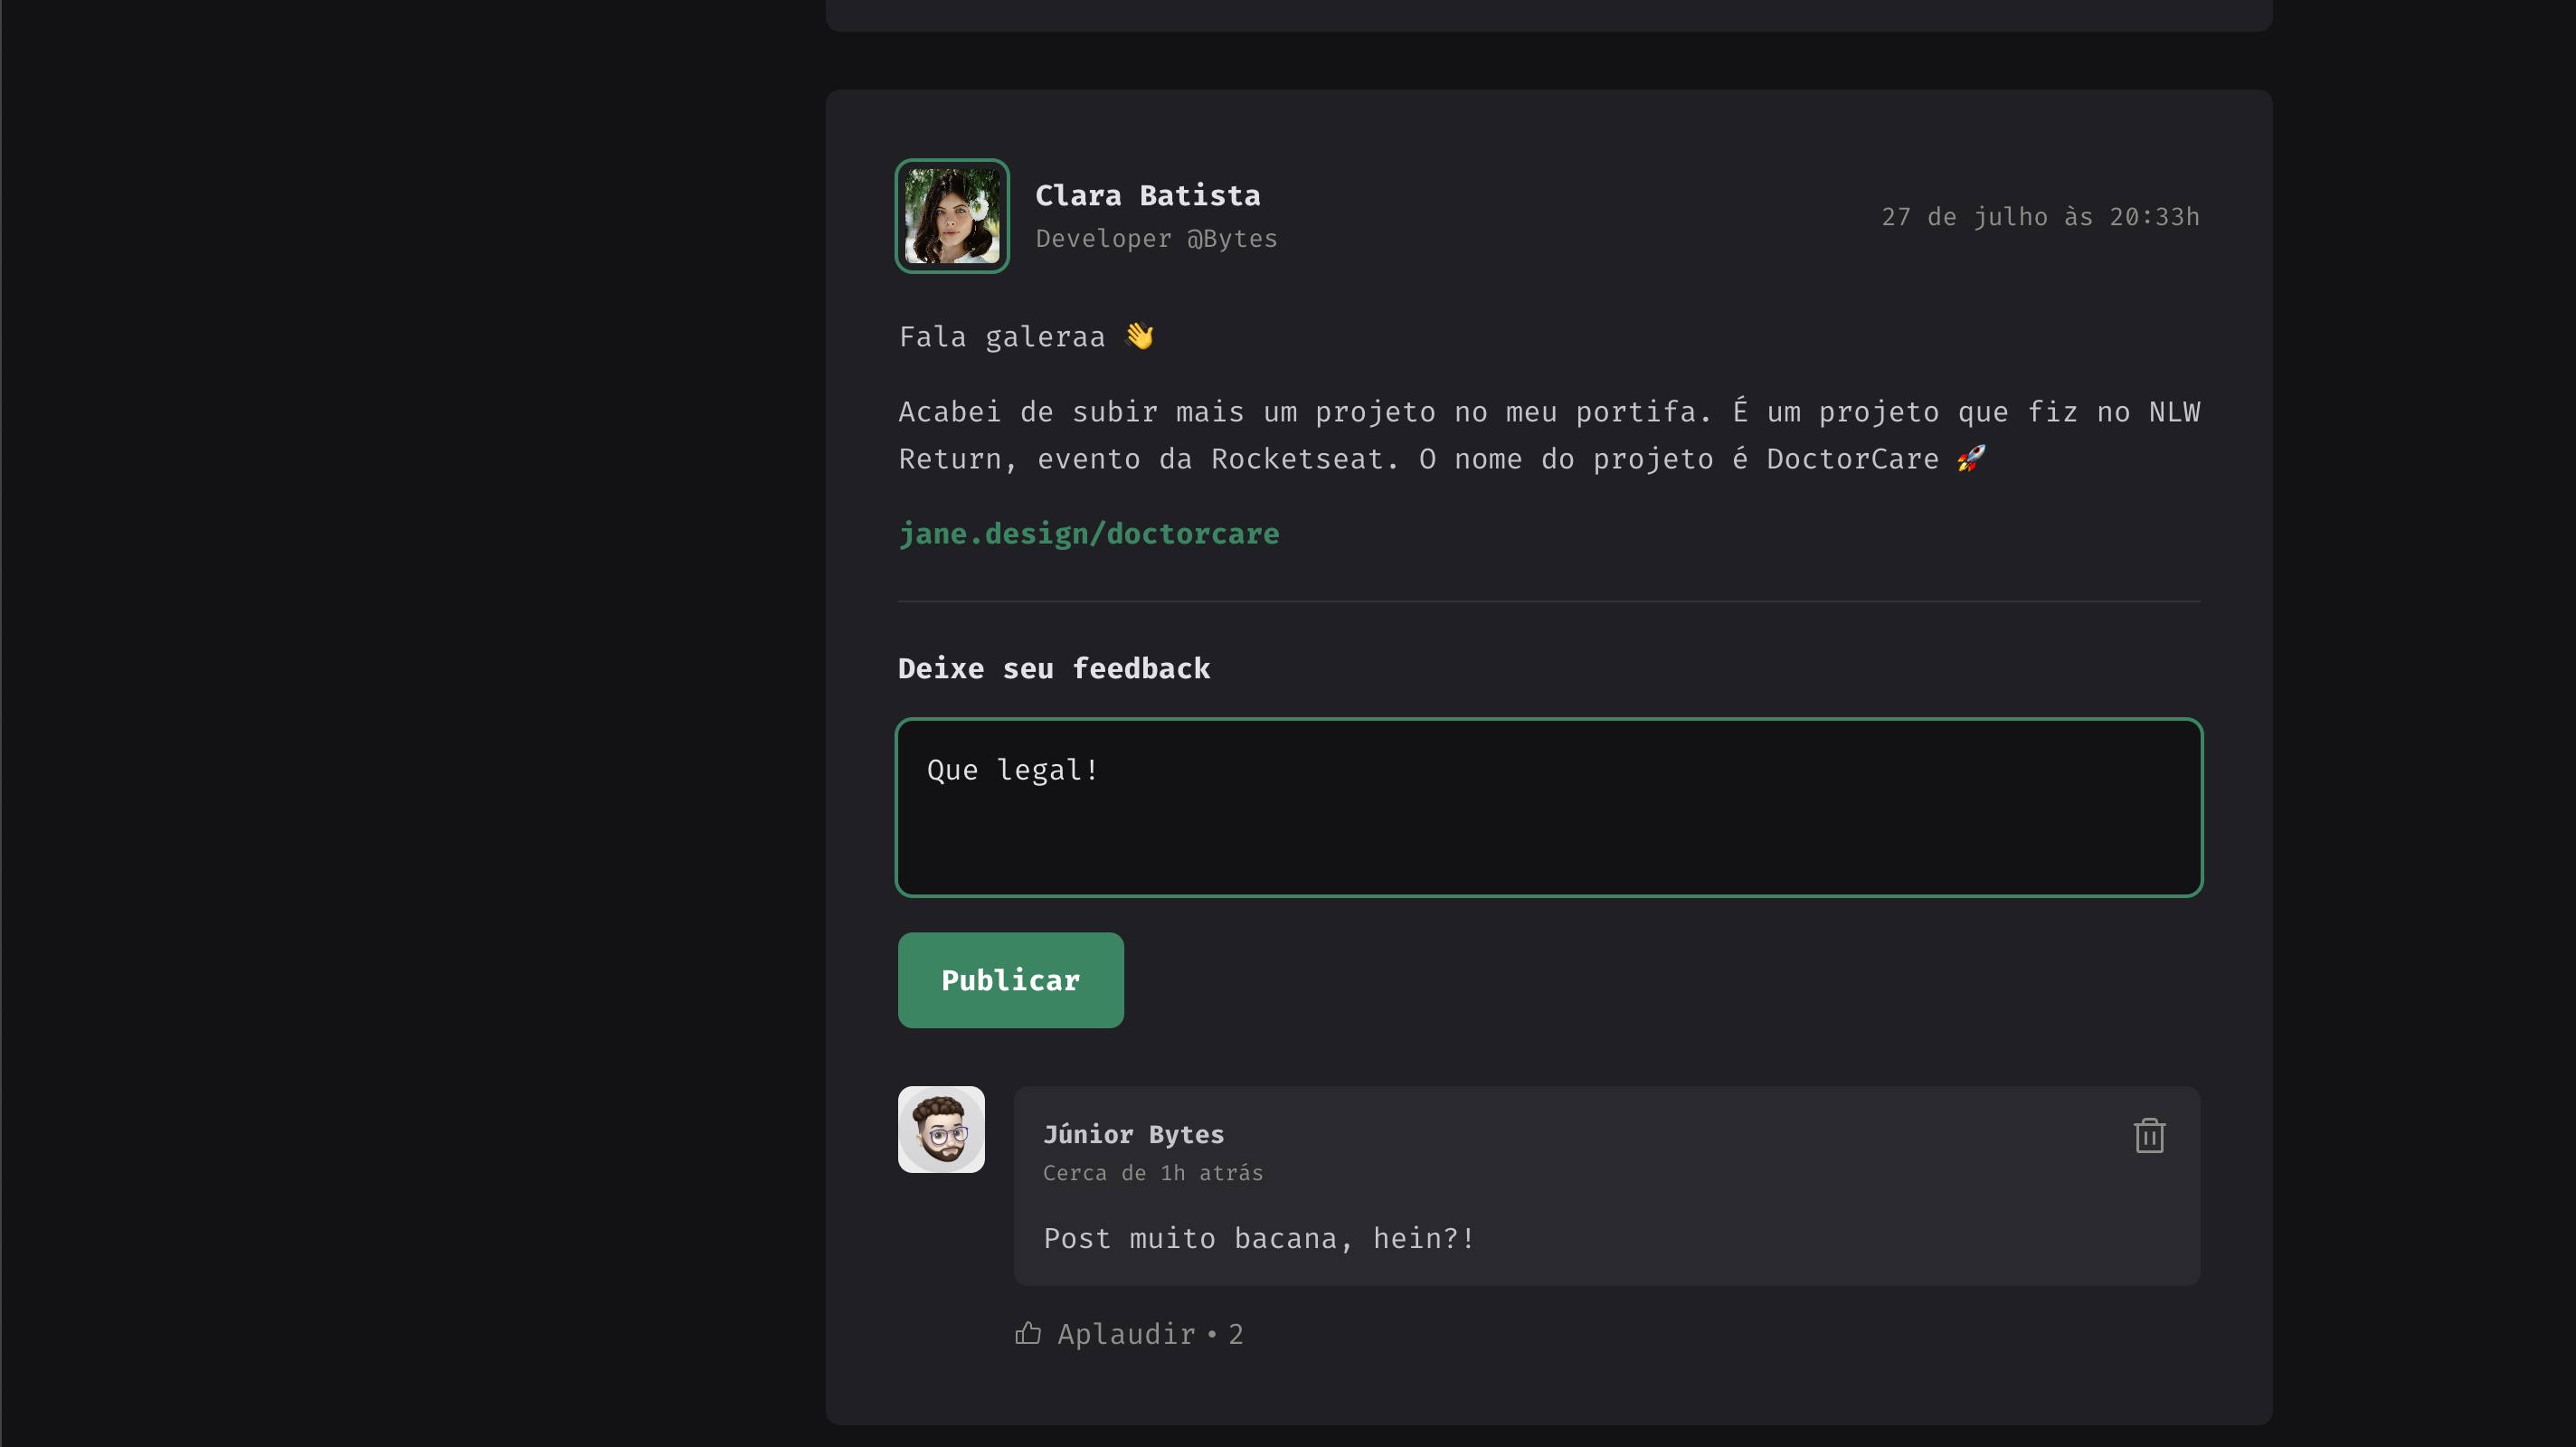 Clara Batista
Developer @Bytes
27 de julho às 20:33h
Fala galeraa 👋
Acabei de subir mais um projeto no meu portifa. É um projeto que fiz no NLW
Return, evento da Rocketseat. O nome do projeto é DoctorCare 🚀
jane.design/doctorcare
Deixe seu feedback
Que legal!
Publicar
Júnior Bytes
Cerca de 1h atrás
Post muito bacana, hein?!
Aplaudir • 2